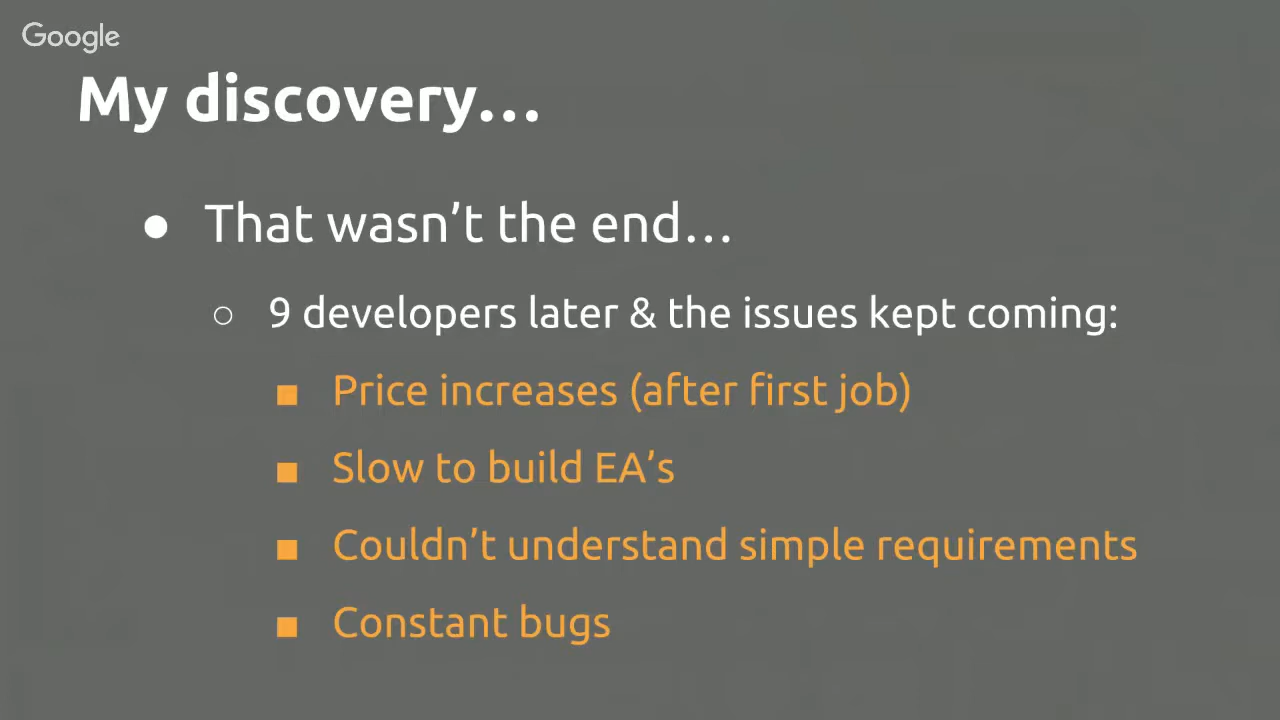 Google
My discovery…
● That wasn’t the end…
○ 9 developers later & the issues kept coming:
■ Price increases (after first job)
■ Slow to build EA’s
■ Couldn’t understand simple requirements
■ Constant bugs